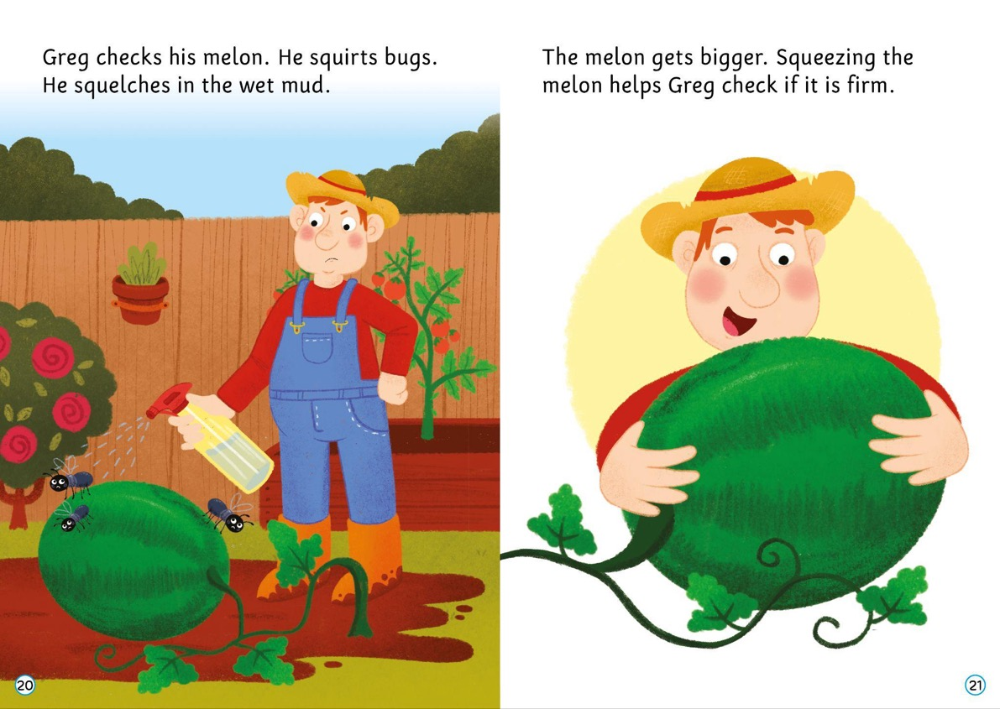 Greg checks his melon. He squirts bugs.
He squelches in the wet mud.
20
The melon gets bigger. Squeezing the
melon helps Greg check if it is firm.
21